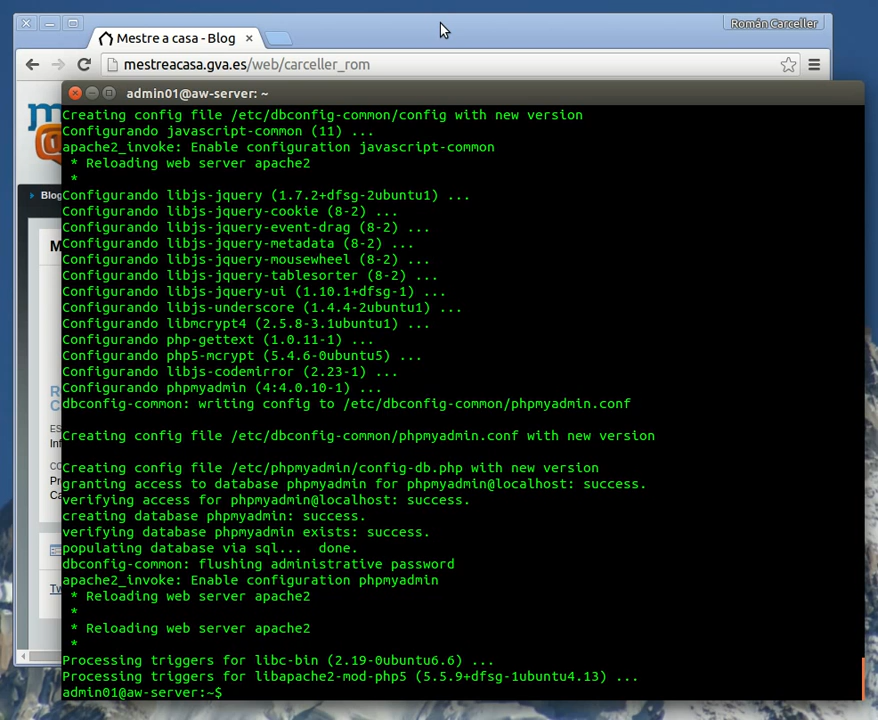 Román Carceller
Mestre a casa - Blog
mestreacasa.gva.es/web/carceller_rom
admin01@aw-server: ~
Creating config file /etc/dbconfig-common/config with new version
Configurando javascript-common (11) ...
apache2_invoke: Enable configuration javascript-common
* Reloading web server apache2
*
Blog
Configurando libjs-jquery (1.7.2+dfsg-2ubuntu1) ...
Configurando libjs-jquery-cookie (8-2) ...
Configurando libjs-jquery-event-drag (8-2) ...
Configurando libjs-jquery-metadata (8-2) ...
Configurando libjs-jquery-mousewheel (8-2) ...
Configurando libjs-jquery-tablesorter (8-2) ...
Configurando libjs-jquery-ui (1.10.1+dfsg-1) ...
Configurando libjs-underscore (1.4.4-2ubuntu1) ...
Configurando libmcrypt4 (2.5.8-3.1ubuntu1) ...
Configurando php-gettext (1.0.11-1) ...
Configurando php5-mcrypt (5.4.6-0ubuntu5) ...
Configurando libjs-codemirror (2.23-1) ...
Configurando phpmyadmin (4:4.0.10-1) ...
dbconfig-common: writing config to /etc/dbconfig-common/phpmyadmin.conf
Creating config file /etc/dbconfig-common/phpmyadmin.conf with new version
Creating config file /etc/phpmyadmin/config-db.php with new version
granting access to database phpmyadmin for phpmyadmin@localhost: success.
verifying access for phpmyadmin@localhost: success.
creating database phpmyadmin: success.
verifying database phpmyadmin exists: success.
populating database via sql...  done.
dbconfig-common: flushing administrative password
apache2_invoke: Enable configuration phpmyadmin
* Reloading web server apache2
*
* Reloading web server apache2
*
Processing triggers for libc-bin (2.19-0ubuntu6.6) ...
Processing triggers for libapache2-mod-php5 (5.5.9+dfsg-1ubuntu4.13) ...
admin01@aw-server:~$